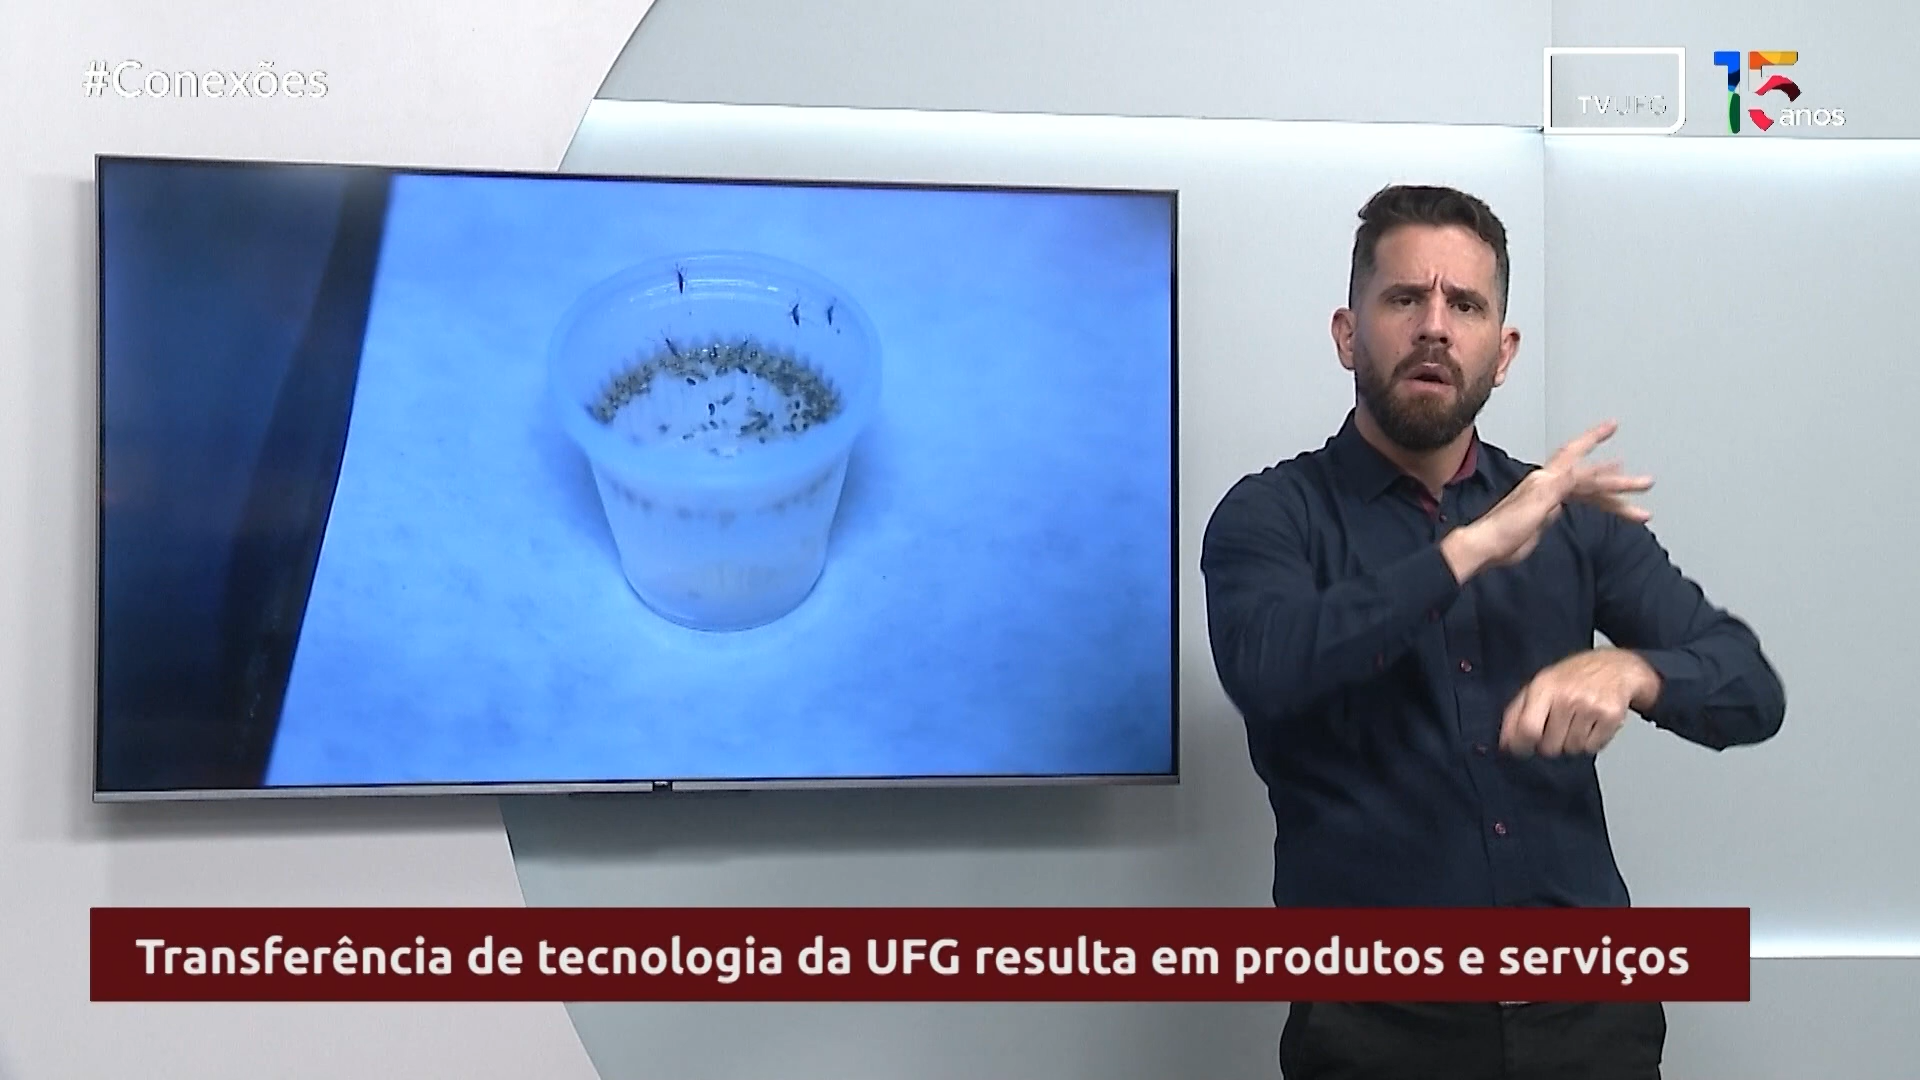 #Conexões
TV UFG
15 anos
Transferência de tecnologia da UFG resulta em produtos e serviços